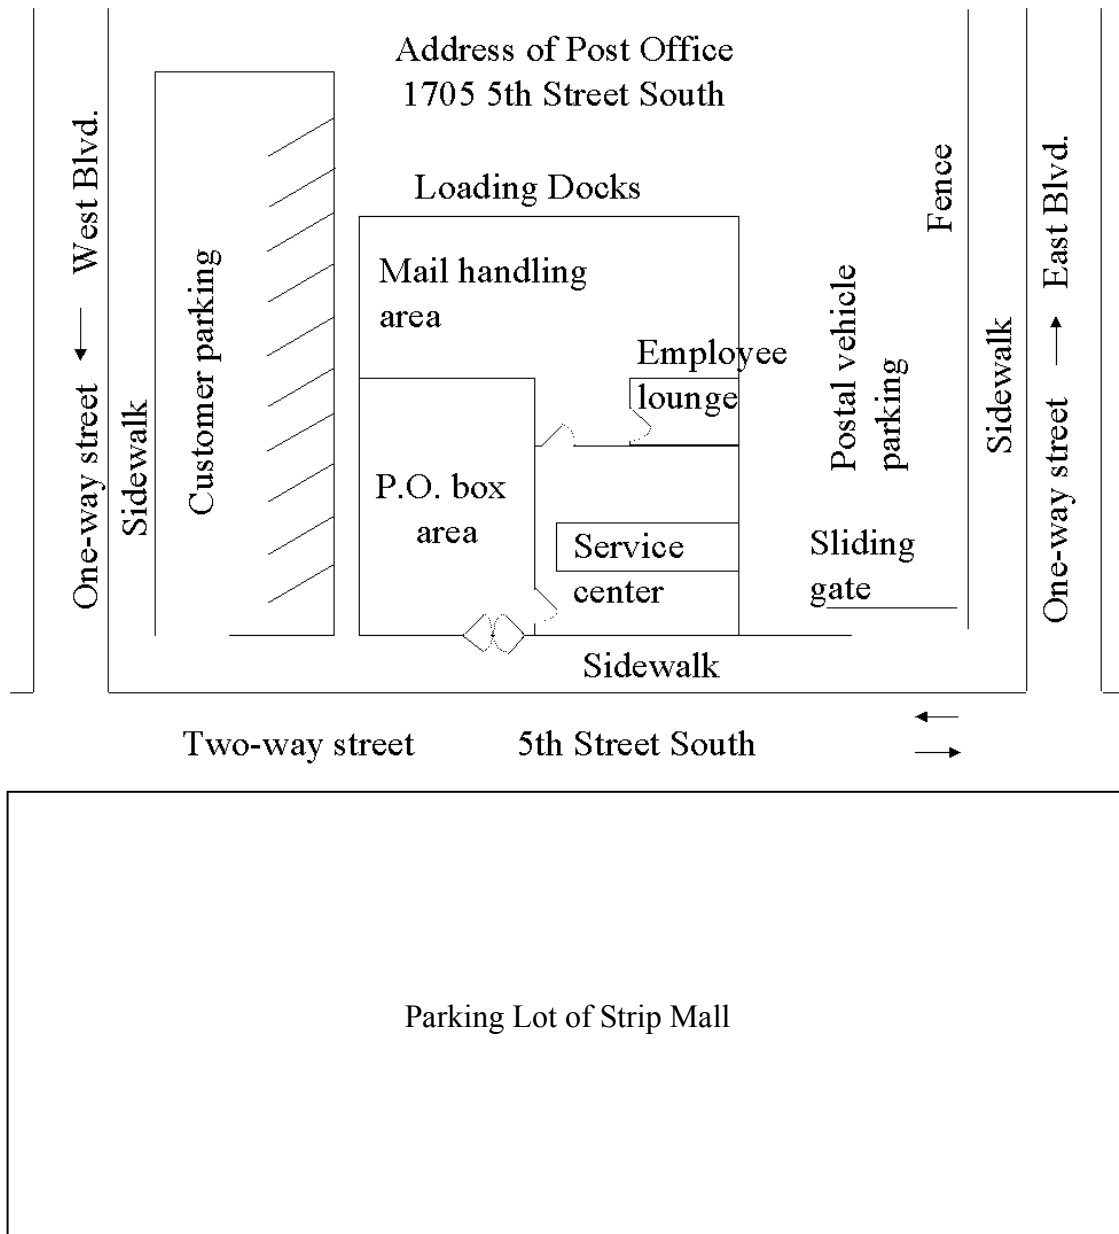 Address of Post Office
1705 5th Street South
Loading Docks
Mail handling
area
Employee
lounge
P.O. box
area
Service
center
Sliding
gate
Postal vehicle
parking
Fence
Customer parking
Sidewalk
One-way street
West Blvd.
Sidewalk
One-way street
East Blvd.
Sidewalk
Two-way street
5th Street South
Parking Lot of Strip Mall